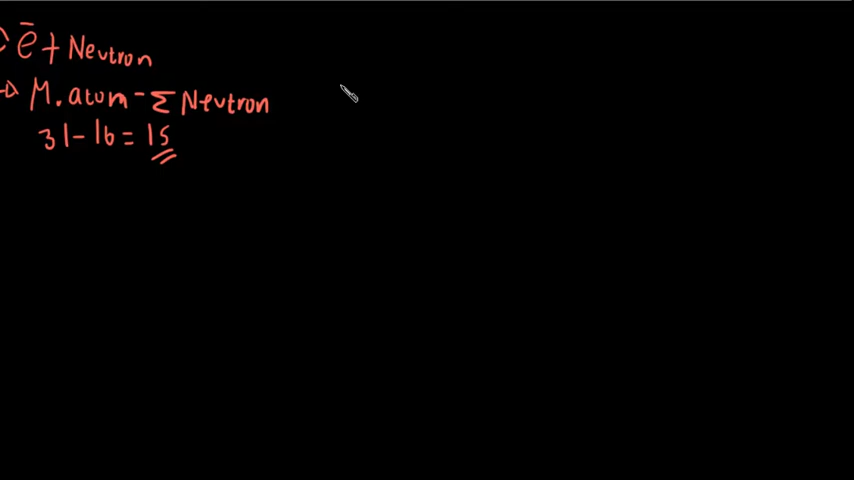 ē + Neutron
→ M. atom - Σ Neutron
31 - 16 = 15